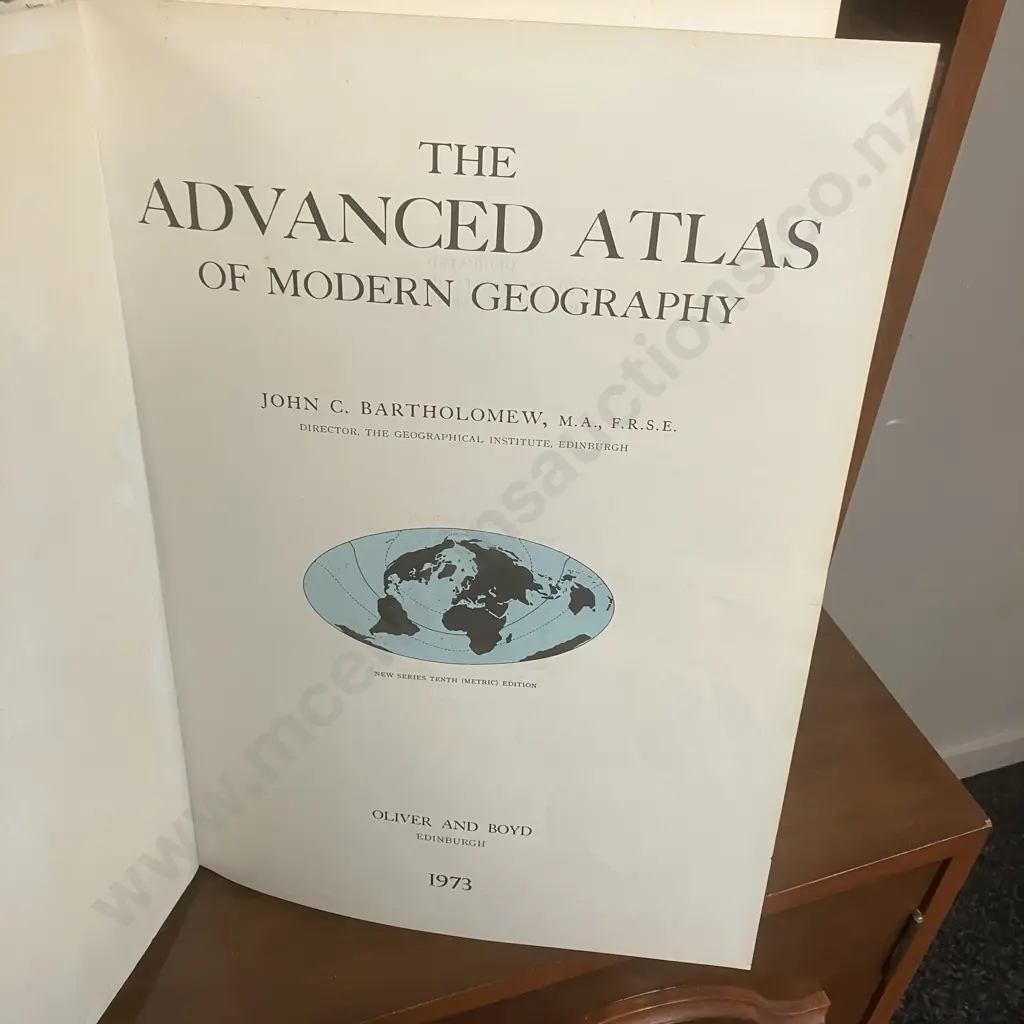 THE
ADVANCED ATLAS
OF MODERN GEOGRAPHY
JOHN C. BARTHOLOMEW, M.A., F.R.S.E.
DIRECTOR, THE GEOGRAPHICAL INSTITUTE, EDINBURGH
NEW SERIES TENTH (METRIC) EDITION
OLIVER AND BOYD
EDINBURGH
1973